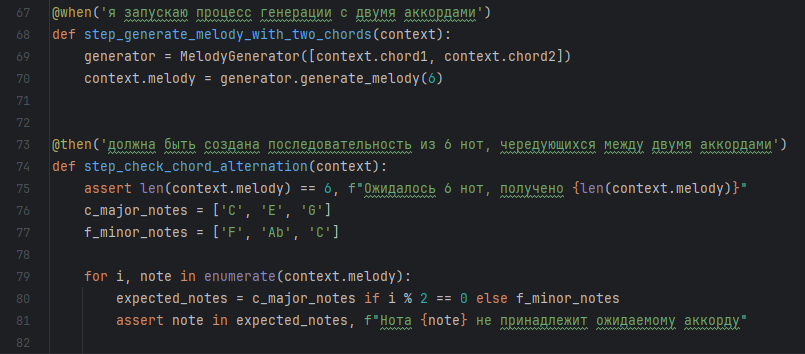 67 @when('я запускаю процесс генерации с двумя аккордами')
68 def step_generate_melody_with_two_chords(context):
69     generator = MelodyGenerator([context.chord1, context.chord2])
70     context.melody = generator.generate_melody(6)
71
72
73 @then('должна быть создана последовательность из 6 нот, чередующихся между двумя аккордами')
74 def step_check_chord_alternation(context):
75     assert len(context.melody) == 6, f"Ожидалось 6 нот, получено {len(context.melody)}"
76     c_major_notes = ['C', 'E', 'G']
77     f_minor_notes = ['F', 'Ab', 'C']
78
79     for i, note in enumerate(context.melody):
80         expected_notes = c_major_notes if i % 2 == 0 else f_minor_notes
81         assert note in expected_notes, f"Нота {note} не принадлежит ожидаемому аккорду"
82